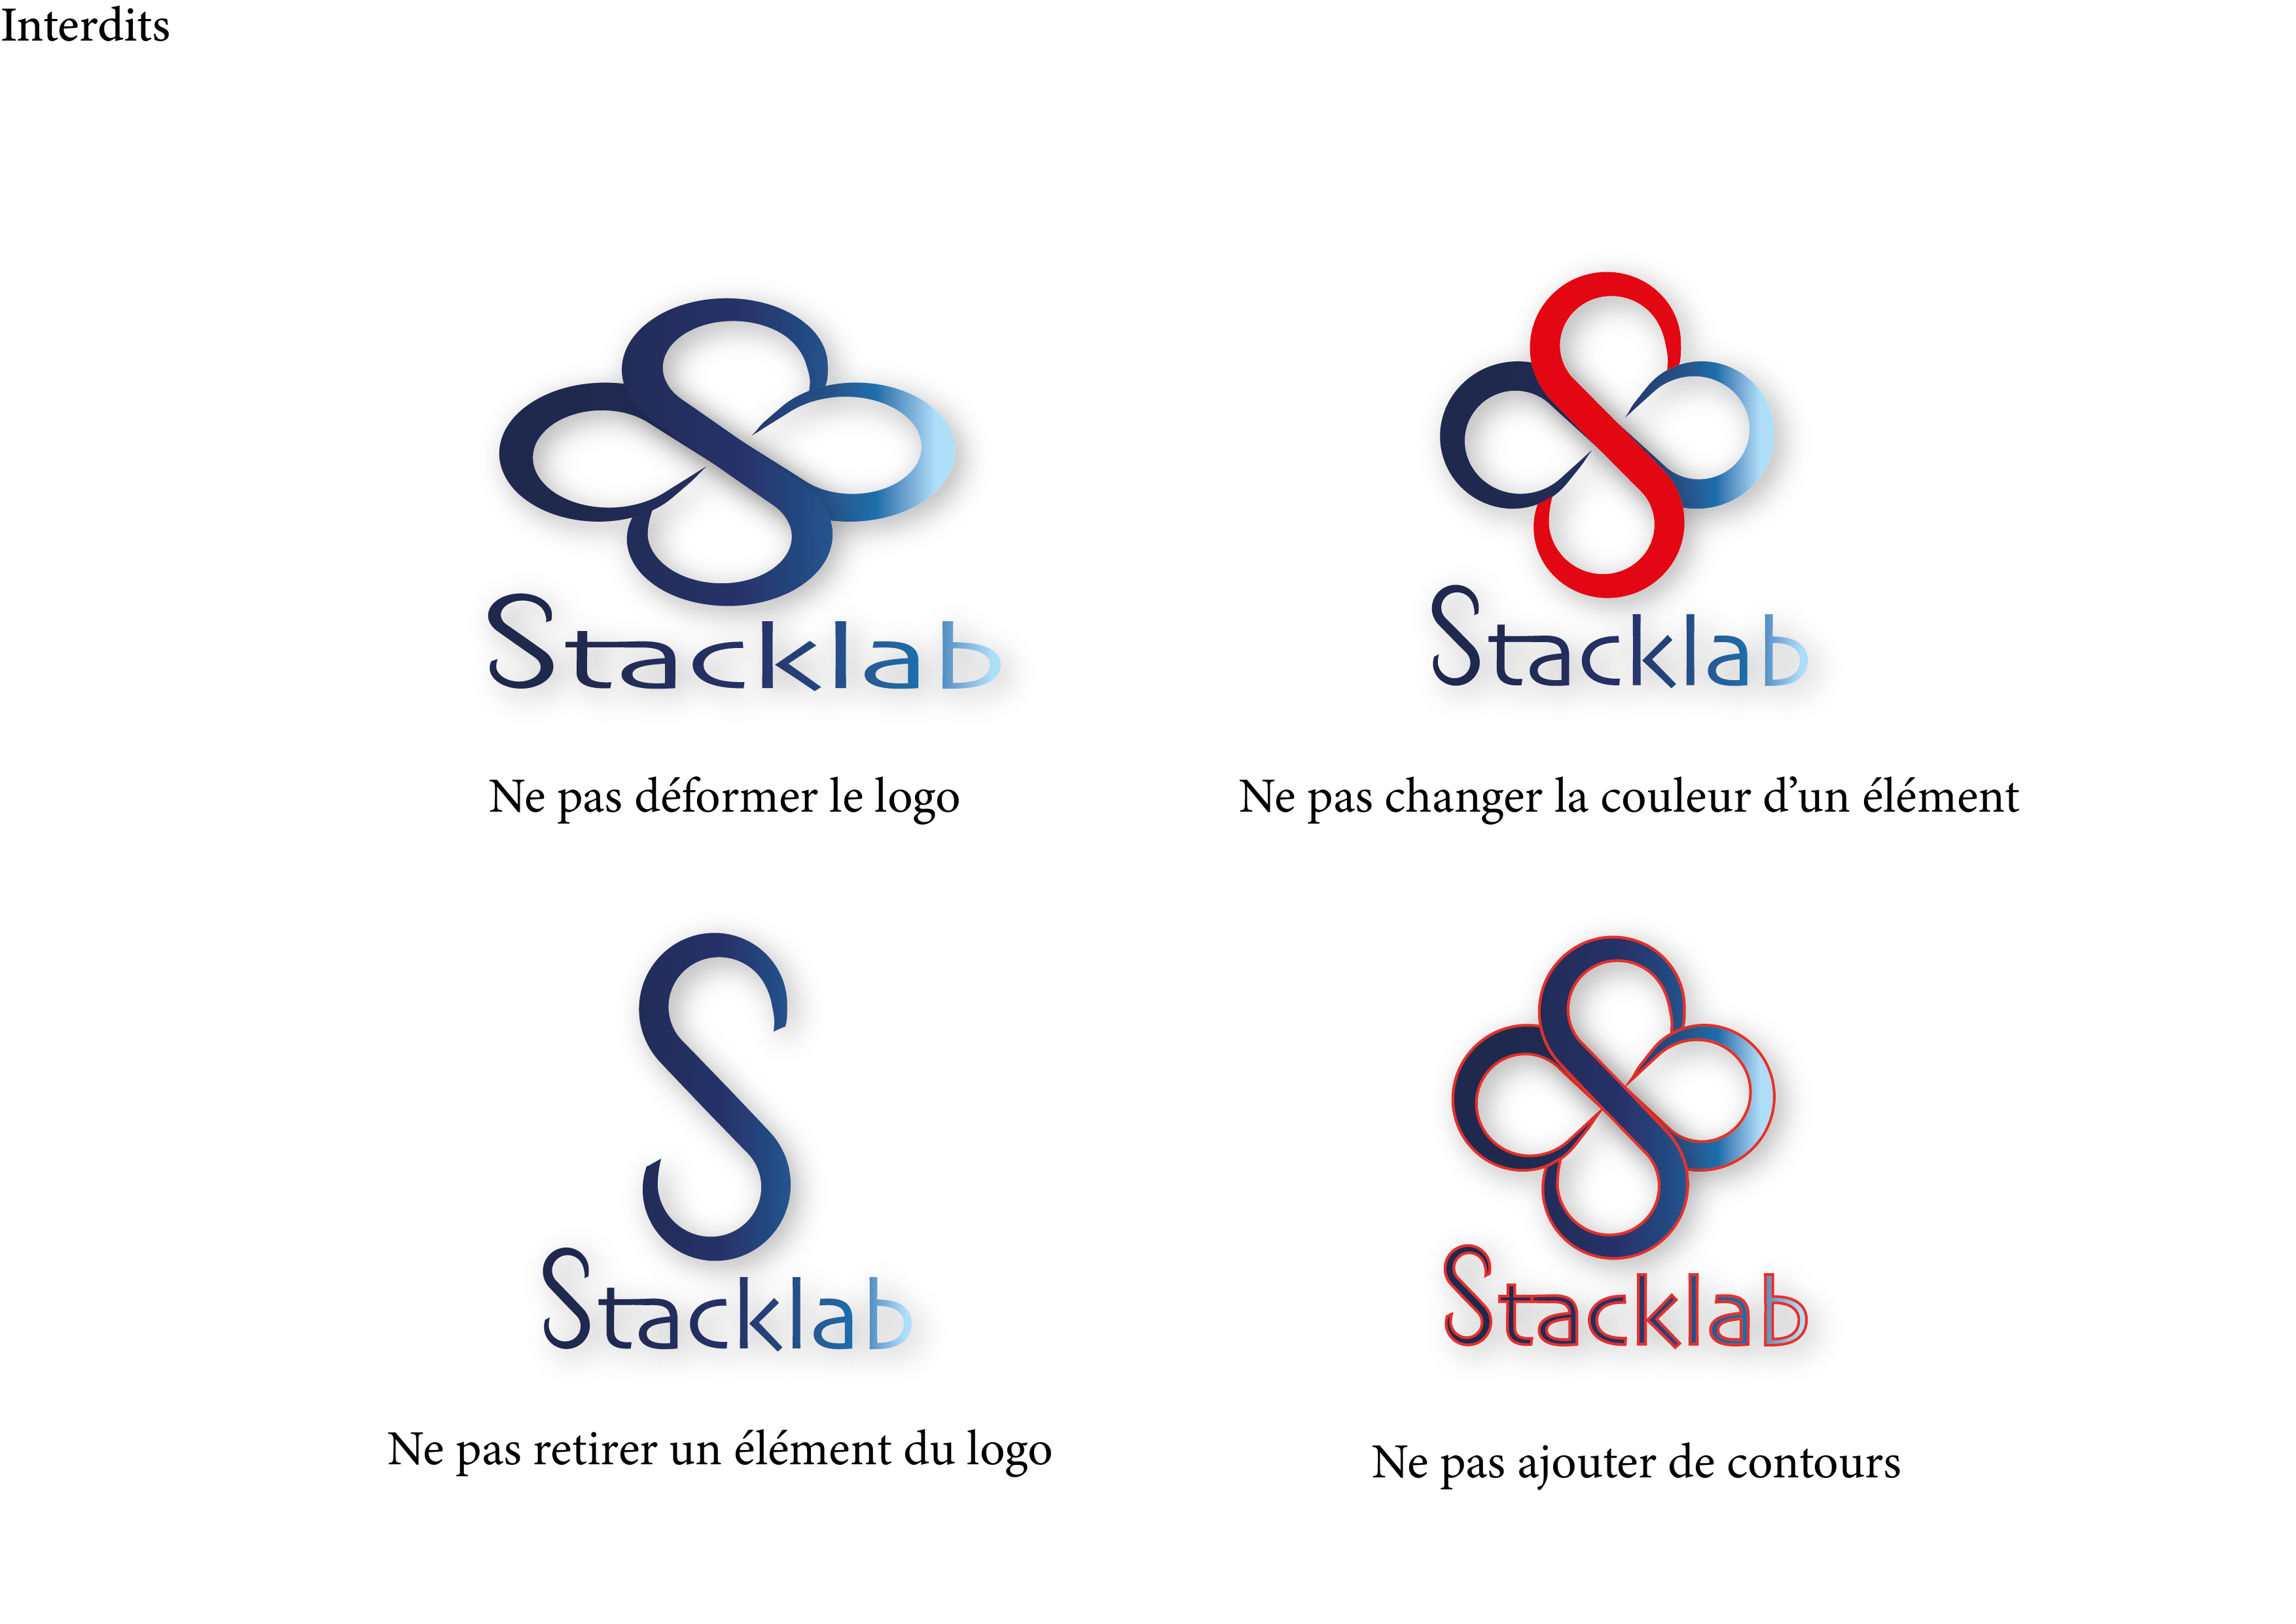 Interdits
Stacklab
Stacklab
Ne pas déformer le logo
Ne pas changer la couleur d’un élément
Stacklab
Stacklab
Ne pas retirer un élément du logo
Ne pas ajouter de contours